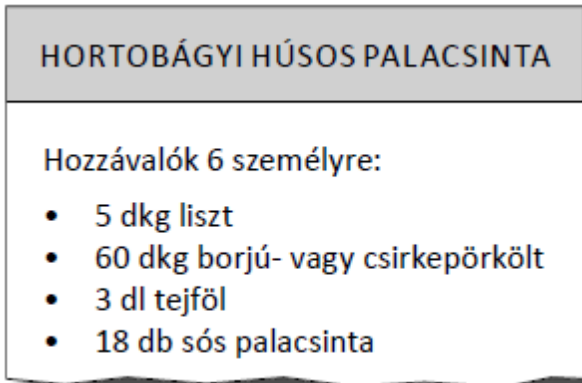 HORTOBÁGYI HÚSOS PALACSINTA
Hozzávalók 6 személyre:
• 5 dkg liszt
• 60 dkg borjú- vagy csirkepörkölt
• 3 dl tejföl
• 18 db sós palacsinta